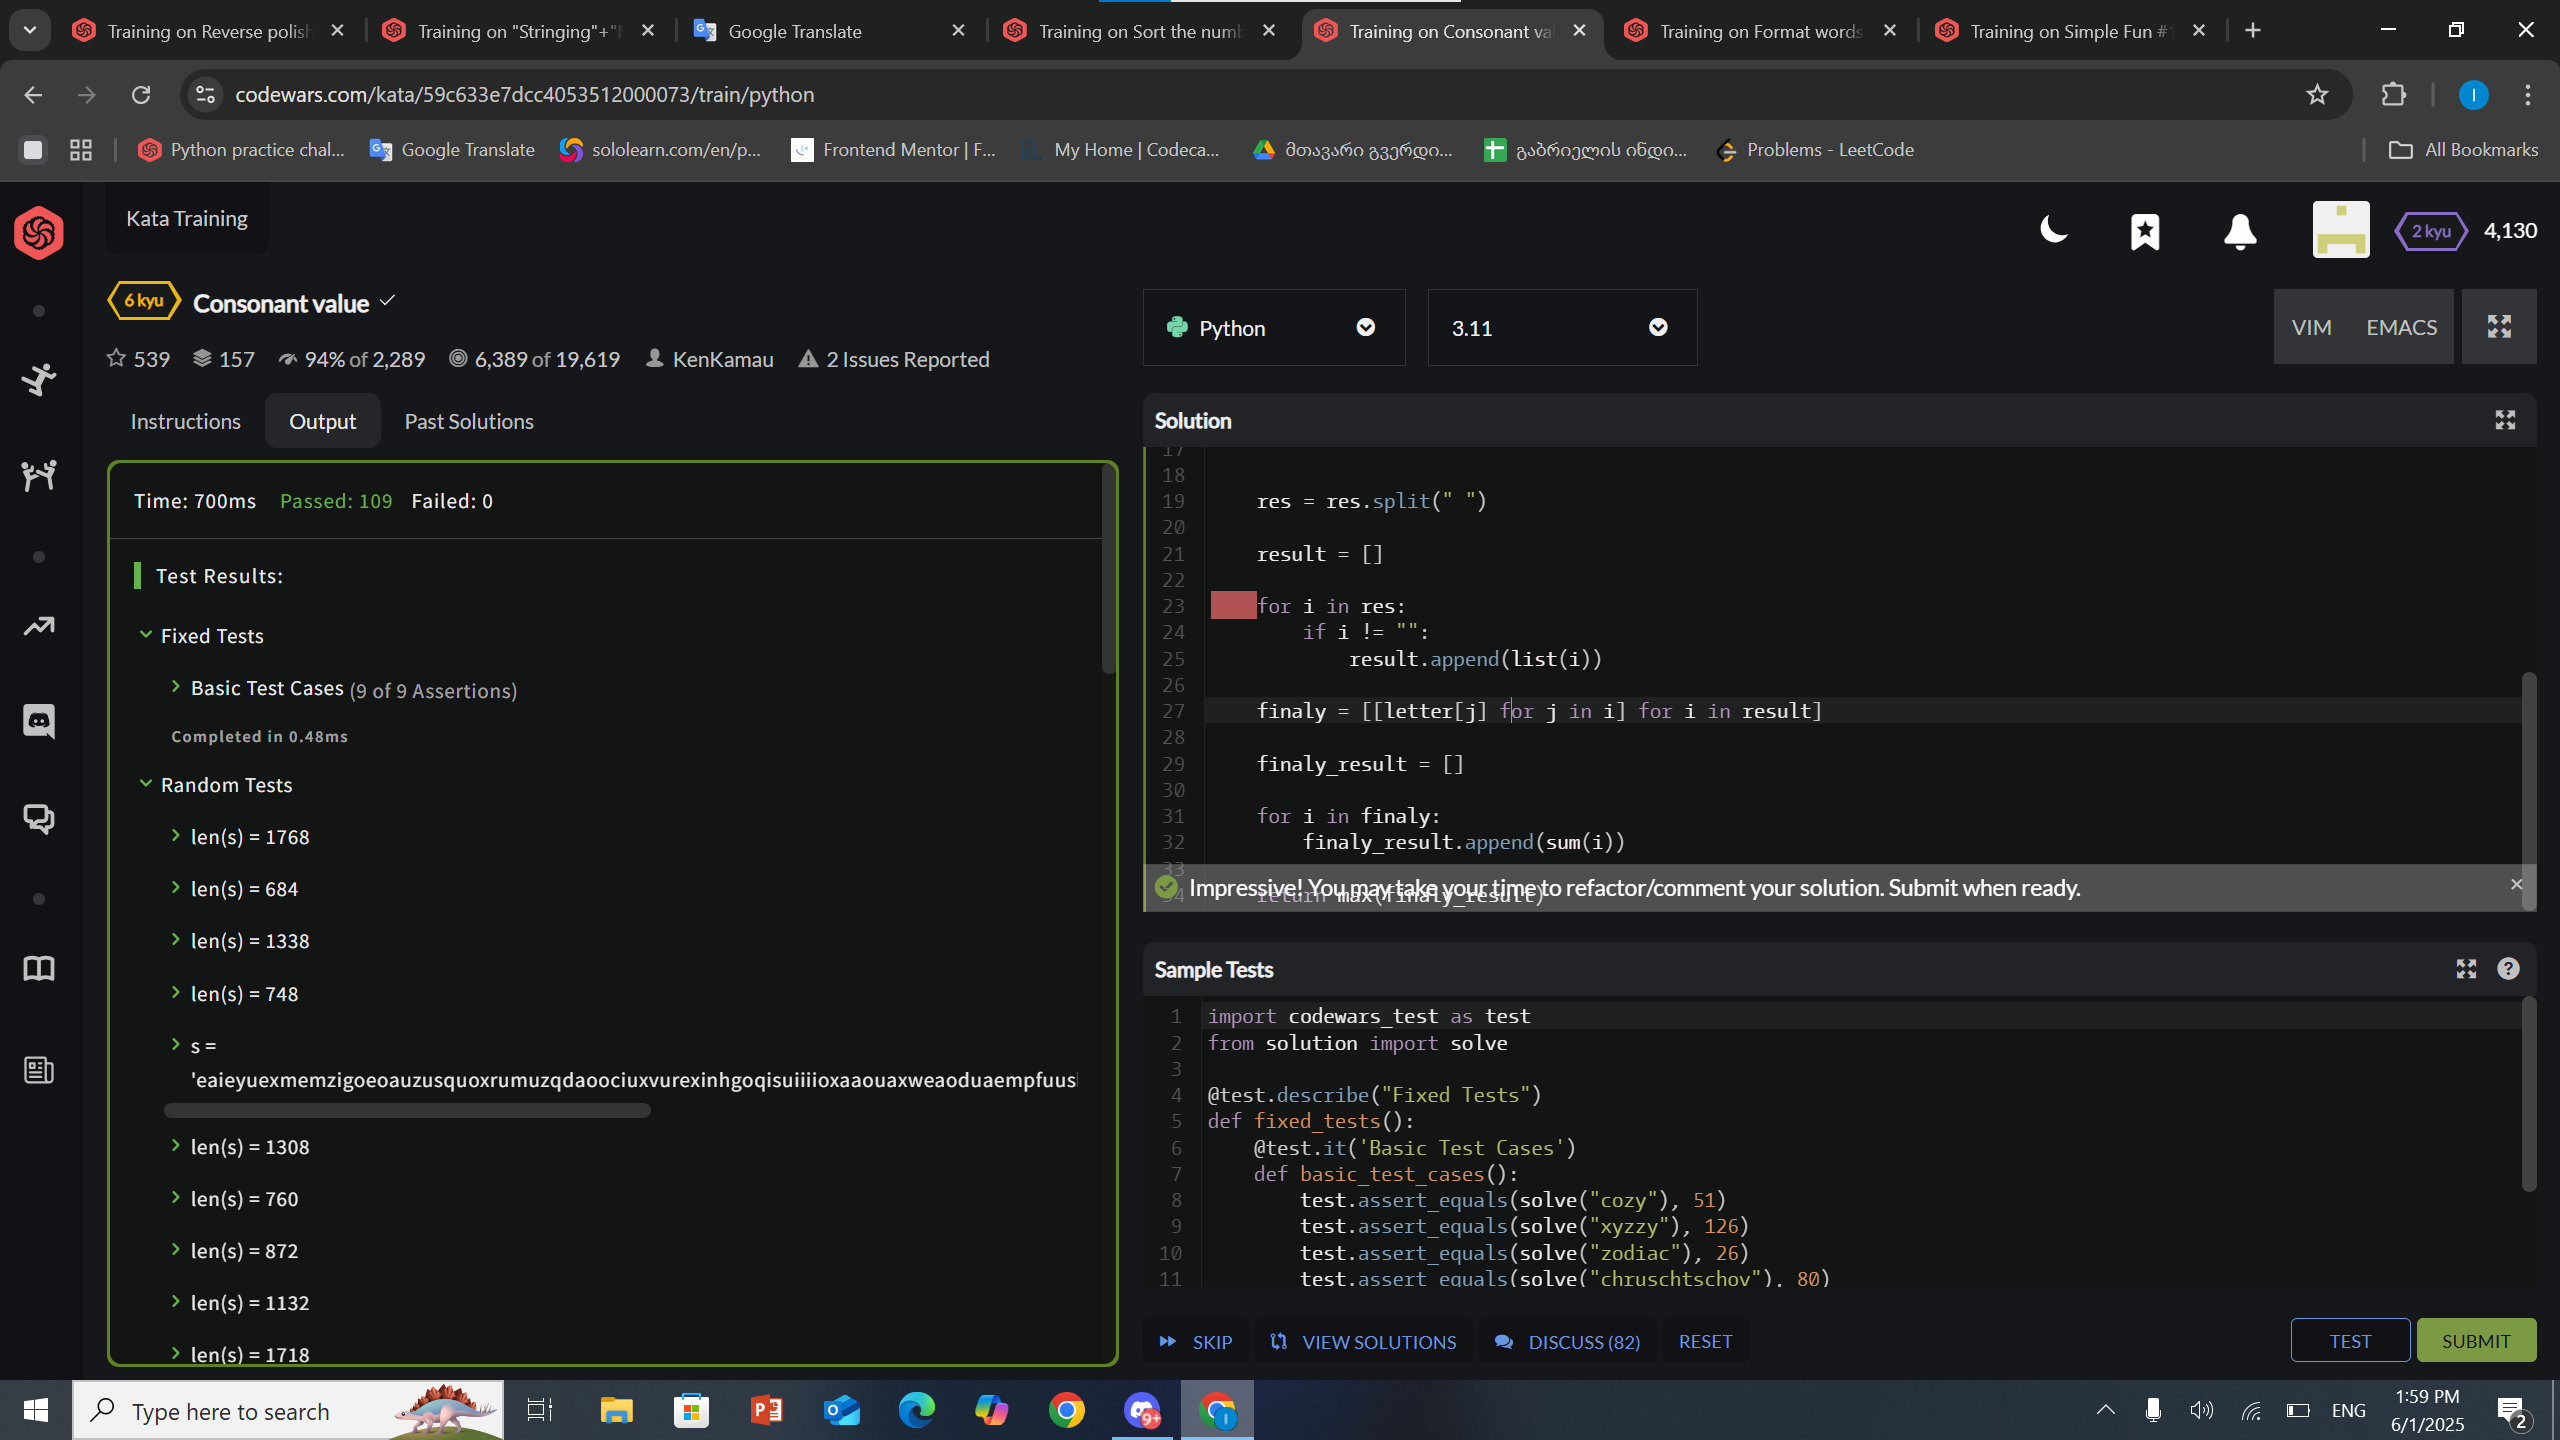 Training on Reverse polis
Training on "Stringing"+"
Google Translate
Training on Sort the numb
Training on Consonant va
Training on Format words
Training on Simple Fun #
codewars.com/kata/59c633e7dcc4053512000073/train/python
I
Python practice chal...
Google Translate
sololearn.com/en/p...
Frontend Mentor | F...
My Home | Codeca...
მთავარი გვერდი...
გაბრიელის ინდი...
Problems - LeetCode
All Bookmarks
Kata Training
2 kyu
4,130
6 kyu
Consonant value
539
157
94% of 2,289
6,389 of 19,619
KenKamau
2 Issues Reported
Python
3.11
VIM
EMACS
Instructions
Output
Past Solutions
Time: 700ms Passed: 109 Failed: 0
Test Results:
Fixed Tests
Basic Test Cases (9 of 9 Assertions)
Completed in 0.48ms
Random Tests
len(s) = 1768
len(s) = 684
len(s) = 1338
len(s) = 748
s =
'eaieyuexmemzigoeoauzusquoxrumuzqdaoociuxvurexinhgoqisuiiiioxaaouaxweaoduaempfuus
len(s) = 1308
len(s) = 760
len(s) = 872
len(s) = 1132
len(s) = 1718
Solution
17
18
19 res = res.split(" ")
20
21 result = []
22
23 for i in res:
24 if i != "":
25 result.append(list(i))
26
27 finaly = [[letter[j] for j in i] for i in result]
28
29 finaly_result = []
30
31 for i in finaly:
32 finaly_result.append(sum(i))
33
34 return max(finaly_result)
Impressive! You may take your time to refactor/comment your solution. Submit when ready.
Sample Tests
1 import codewars_test as test
2 from solution import solve
3
4 @test.describe("Fixed Tests")
5 def fixed_tests():
6 @test.it('Basic Test Cases')
7 def basic_test_cases():
8 test.assert_equals(solve("cozy"), 51)
9 test.assert_equals(solve("xyzzy"), 126)
10 test.assert_equals(solve("zodiac"), 26)
11 test.assert_equals(solve("chruschtschov"), 80)
SKIP
VIEW SOLUTIONS
DISCUSS (82)
RESET
TEST
SUBMIT
Type here to search
9+
ENG
1:59 PM
6/1/2025
2